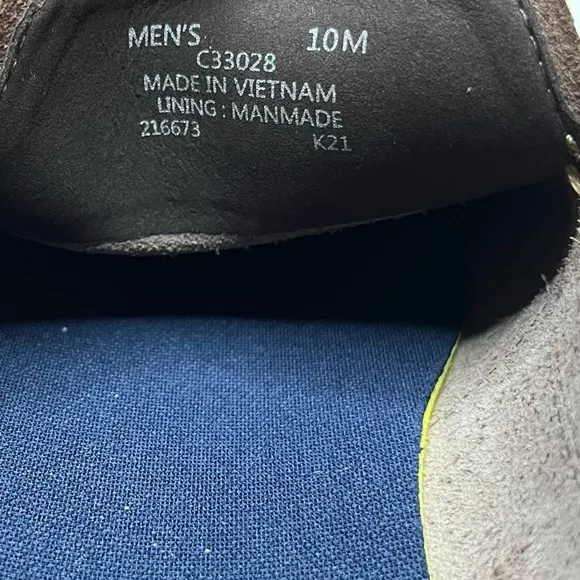 MEN'S 10M
C33028
MADE IN VIETNAM
LINING : MANMADE
216673 K21